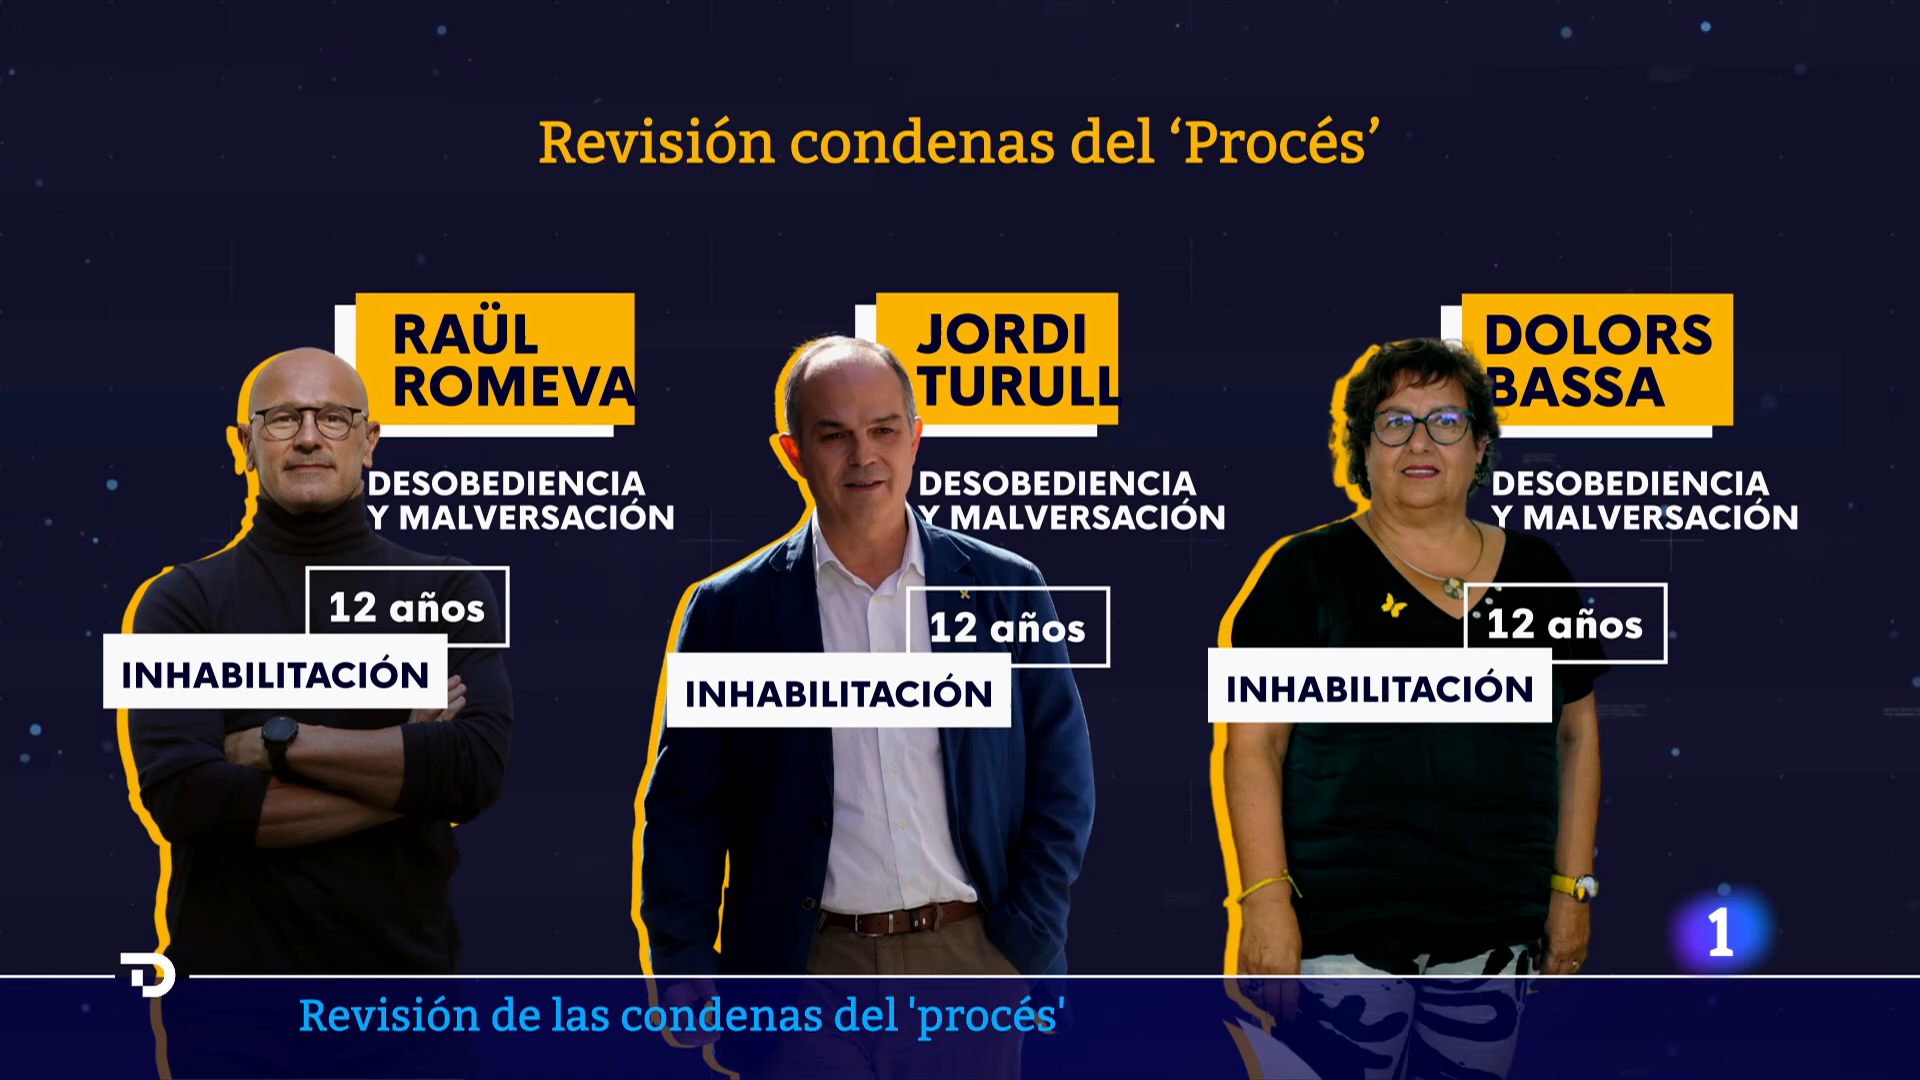 Revisión condenas del ‘Procés’
RAÜL
ROMEVA
DESOBEDIENCIA
Y MALVERSACIÓN
12 años
INHABILITACIÓN
JORDI
TURULL
DESOBEDIENCIA
Y MALVERSACIÓN
12 años
INHABILITACIÓN
DOLORS
BASSA
DESOBEDIENCIA
Y MALVERSACIÓN
12 años
INHABILITACIÓN
1
Revisión de las condenas del 'procés'